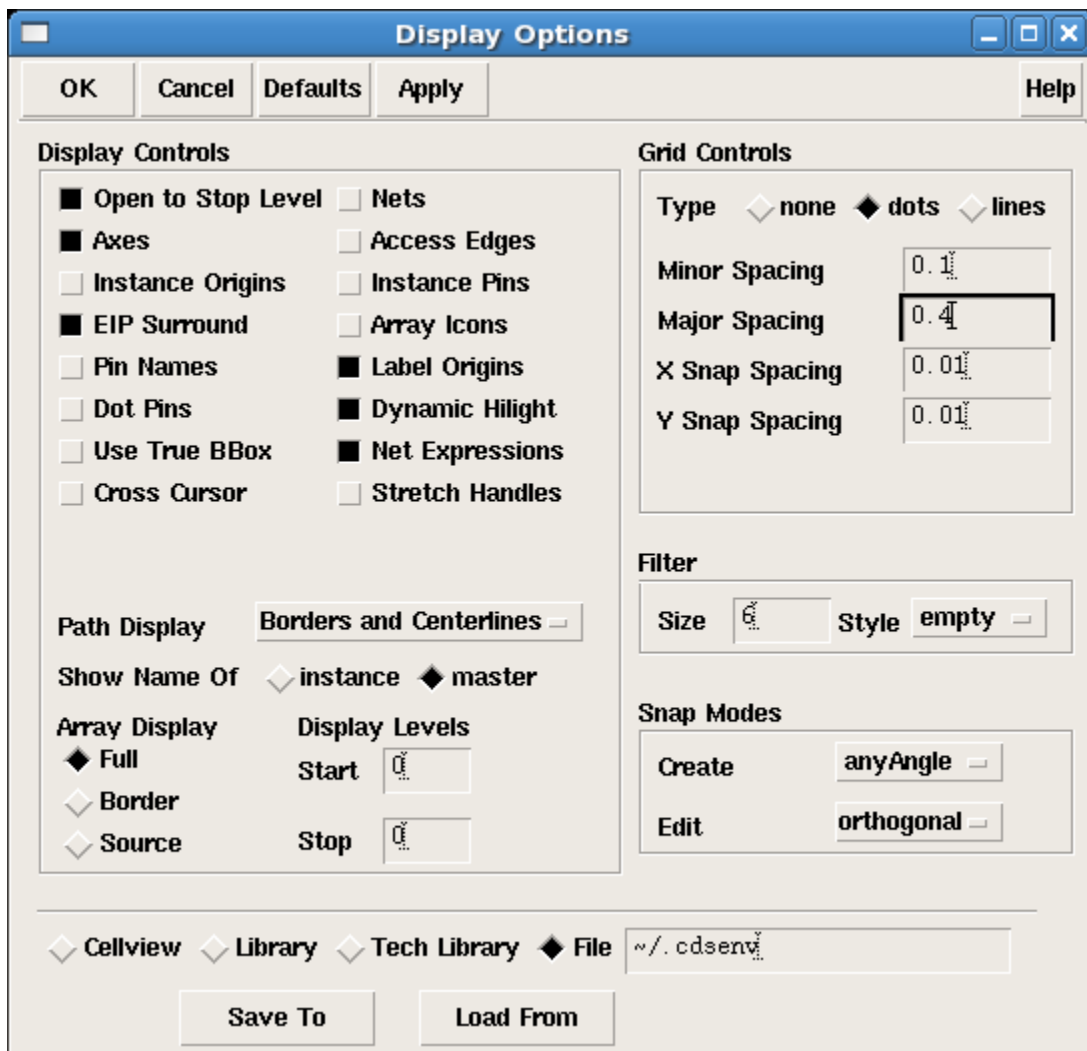 Display Options
OK Cancel Defaults Apply Help
Display Controls
Open to Stop Level Nets
Axes Access Edges
Instance Origins Instance Pins
EIP Surround Array Icons
Pin Names Label Origins
Dot Pins Dynamic Hilight
Use True BBox Net Expressions
Cross Cursor Stretch Handles
Path Display Borders and Centerlines
Show Name Of instance master
Array Display Display Levels
Full
Border
Source
Start 0
Stop 0
Grid Controls
Type none dots lines
Minor Spacing 0.1
Major Spacing 0.4
X Snap Spacing 0.01
Y Snap Spacing 0.01
Filter
Size 6 Style empty
Snap Modes
Create anyAngle
Edit orthogonal
Cellview Library Tech Library File ~/.cdsenv
Save To Load From